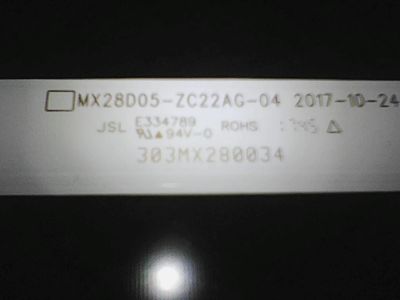 MX28D05-ZC22AG-04 2017-10-24
JSL E334789 ROHS
94V-0
303MX280034